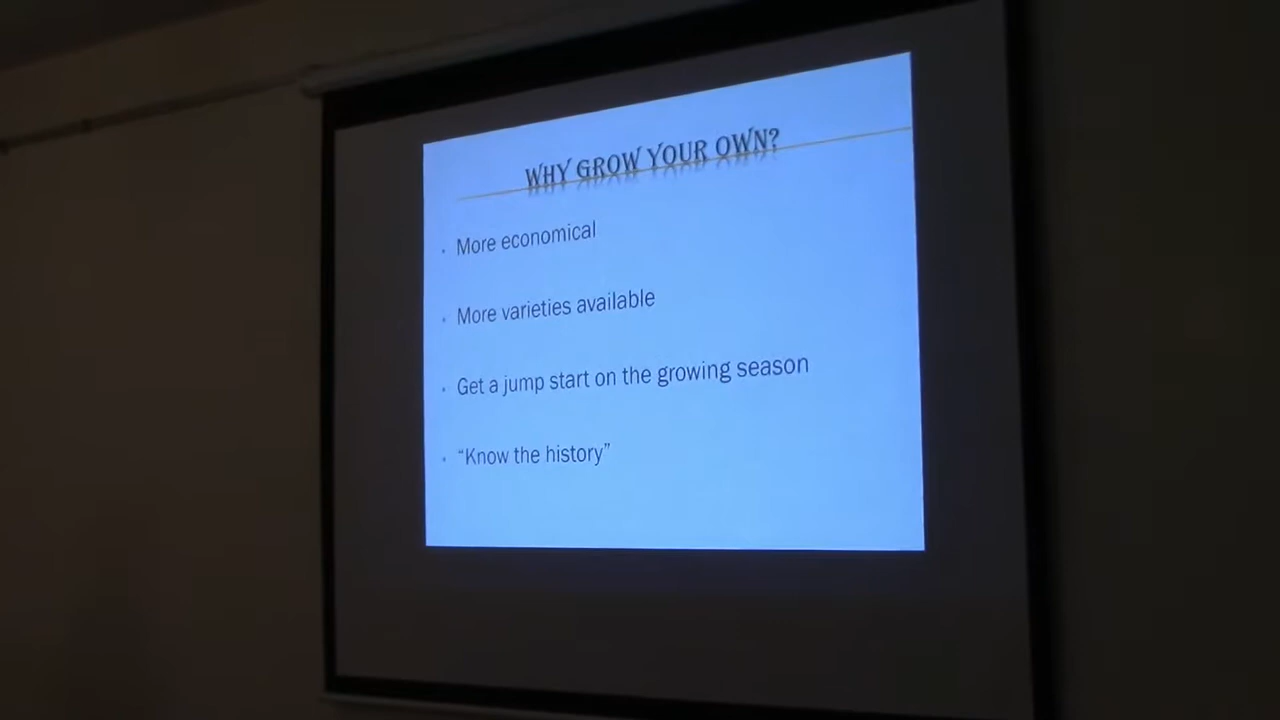 WHY GROW YOUR OWN?
More economical
More varieties available
Get a jump start on the growing season
“Know the history”